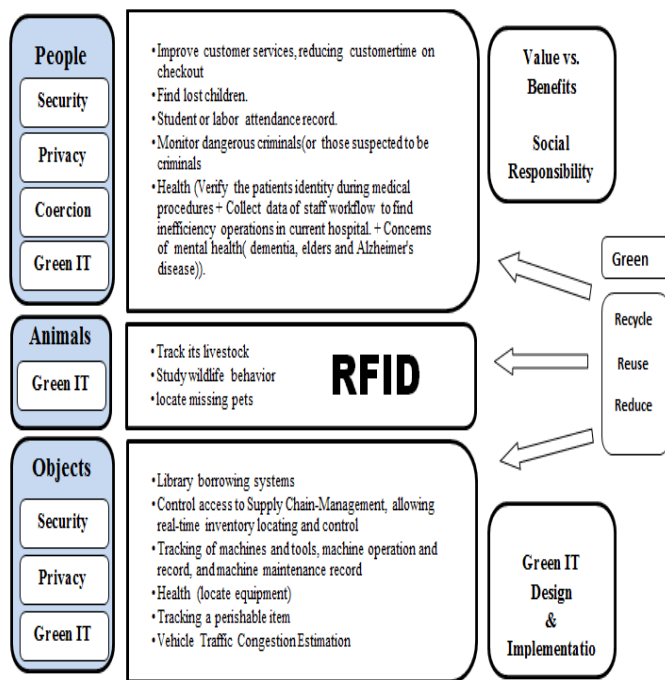 People
Security
Privacy
Coercion
Green IT
•Improve customer services, reducing customertime on
checkout
•Find lost children.
•Student or labor attendance record.
•Monitor dangerous criminals(or those suspected to be
criminals
•Health (Verify the patients identity during medical
procedures + Collect data of staff workflow to find
inefficiency operations in current hospital. + Concerns
of mental health( dementia, elders and Alzheimer's
disease)).
Value vs.
Benefits
Social
Responsibility
Green
Recycle
Reuse
Reduce
Animals
Green IT
•Track its livestock
•Study wildlife behavior
•locate missing pets
RFID
Objects
Security
Privacy
Green IT
•Library borrowing systems
•Control access to Supply Chain-Management, allowing
real-time inventory locating and control
•Tracking of machines and tools, machine operation and
record, and machine maintenance record
•Health (locate equipment)
•Tracking a perishable item
•Vehicle Traffic Congestion Estimation
Green IT
Design
&
Implementatio